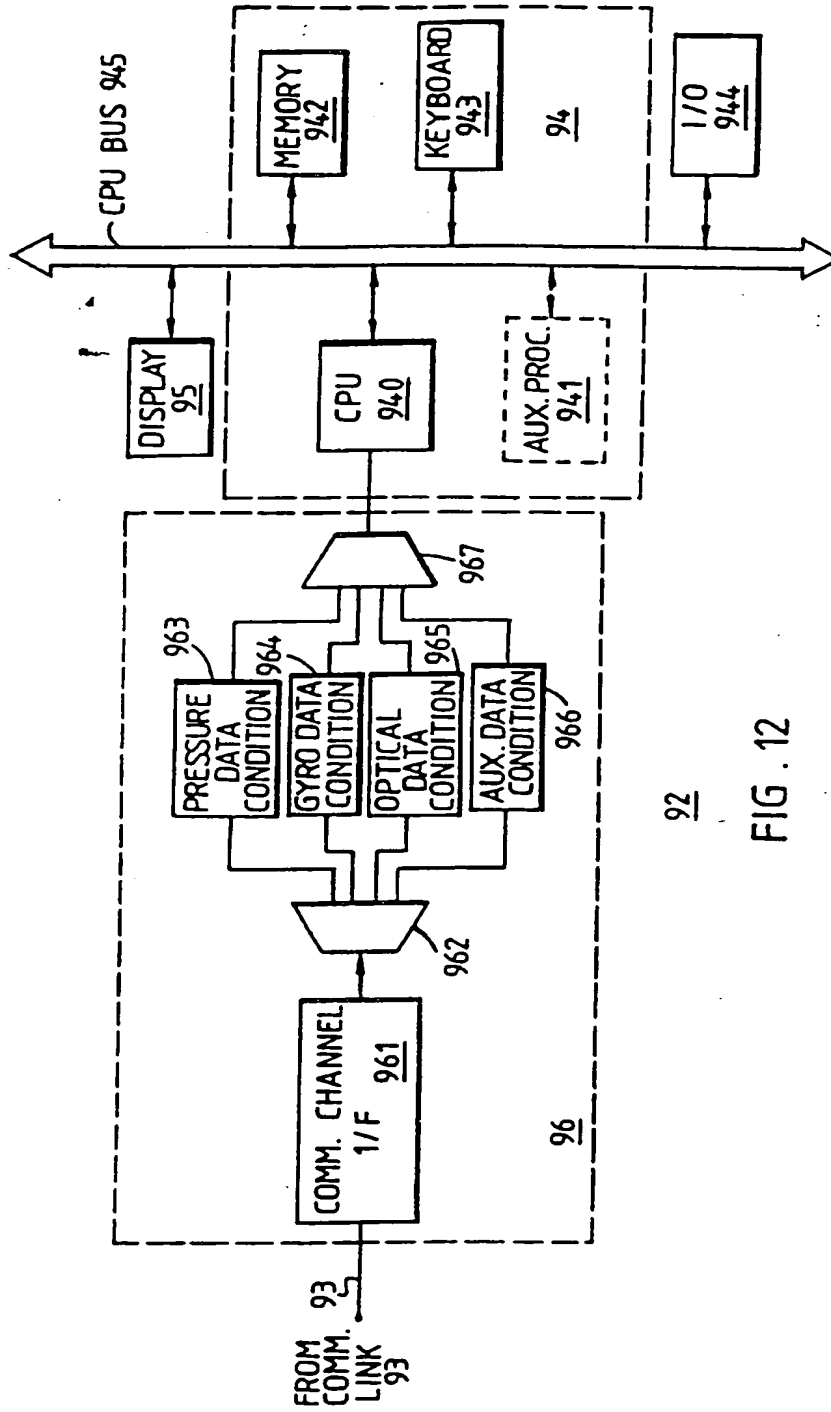 FROM
COMM.
LINK
93
93
COMM. CHANNEL
1/F
961
96
962
963
PRESSURE
DATA
CONDITION
964
GYRO DATA
CONDITION
965
OPTICAL
DATA
CONDITION
AUX. DATA
CONDITION
966
967
DISPLAY
95
CPU
940
AUX. PROC.
941
CPU BUS 945
MEMORY
942
KEYBOARD
943
94
I/O
944
92
FIG. 12